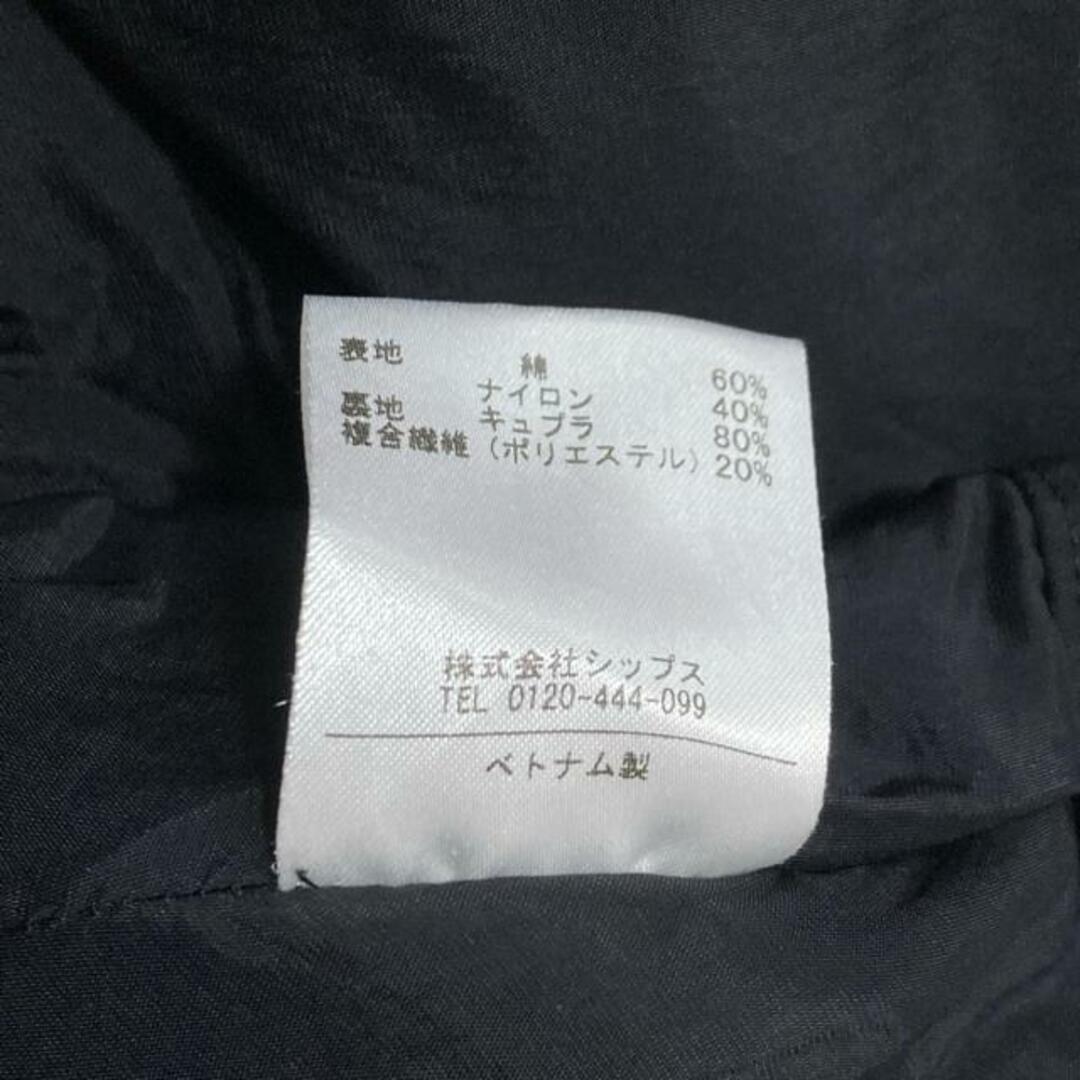 表地 綿 60%
ナイロン 40%
裏地 キュプラ 80%
複合繊維(ポリエステル) 20%
株式会社シップス
TEL 0120-444-099
ベトナム製